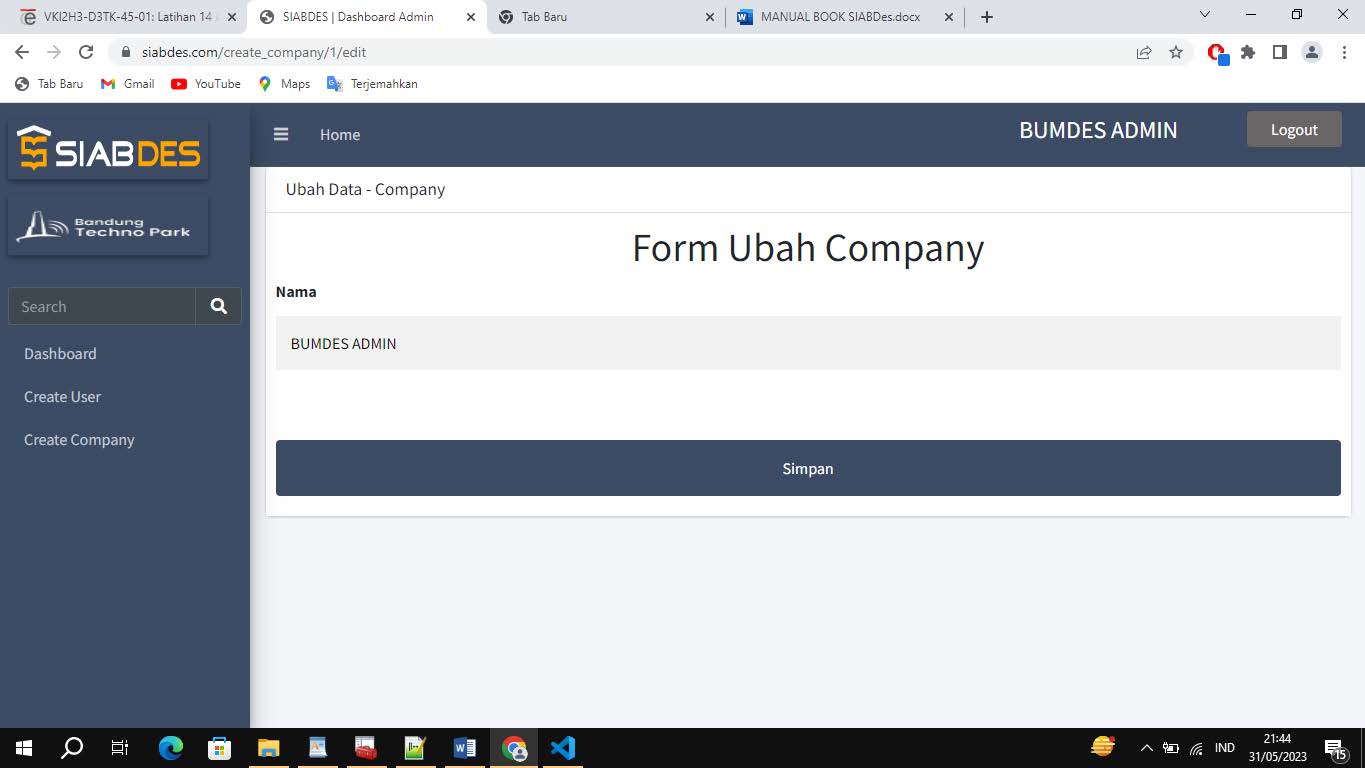 VKI2H3-D3TK-45-01: Latihan 14
SIABDES | Dashboard Admin
Tab Baru
MANUAL BOOK SIABDes.docx
siabdes.com/create_company/1/edit
Tab Baru
Gmail
YouTube
Maps
Terjemahkan
SIABDES
Home
BUMDES ADMIN
Logout
Bandung
Techno Park
Ubah Data - Company
Form Ubah Company
Nama
BUMDES ADMIN
Simpan
Search
Dashboard
Create User
Create Company
IND
21:44
31/05/2023
15